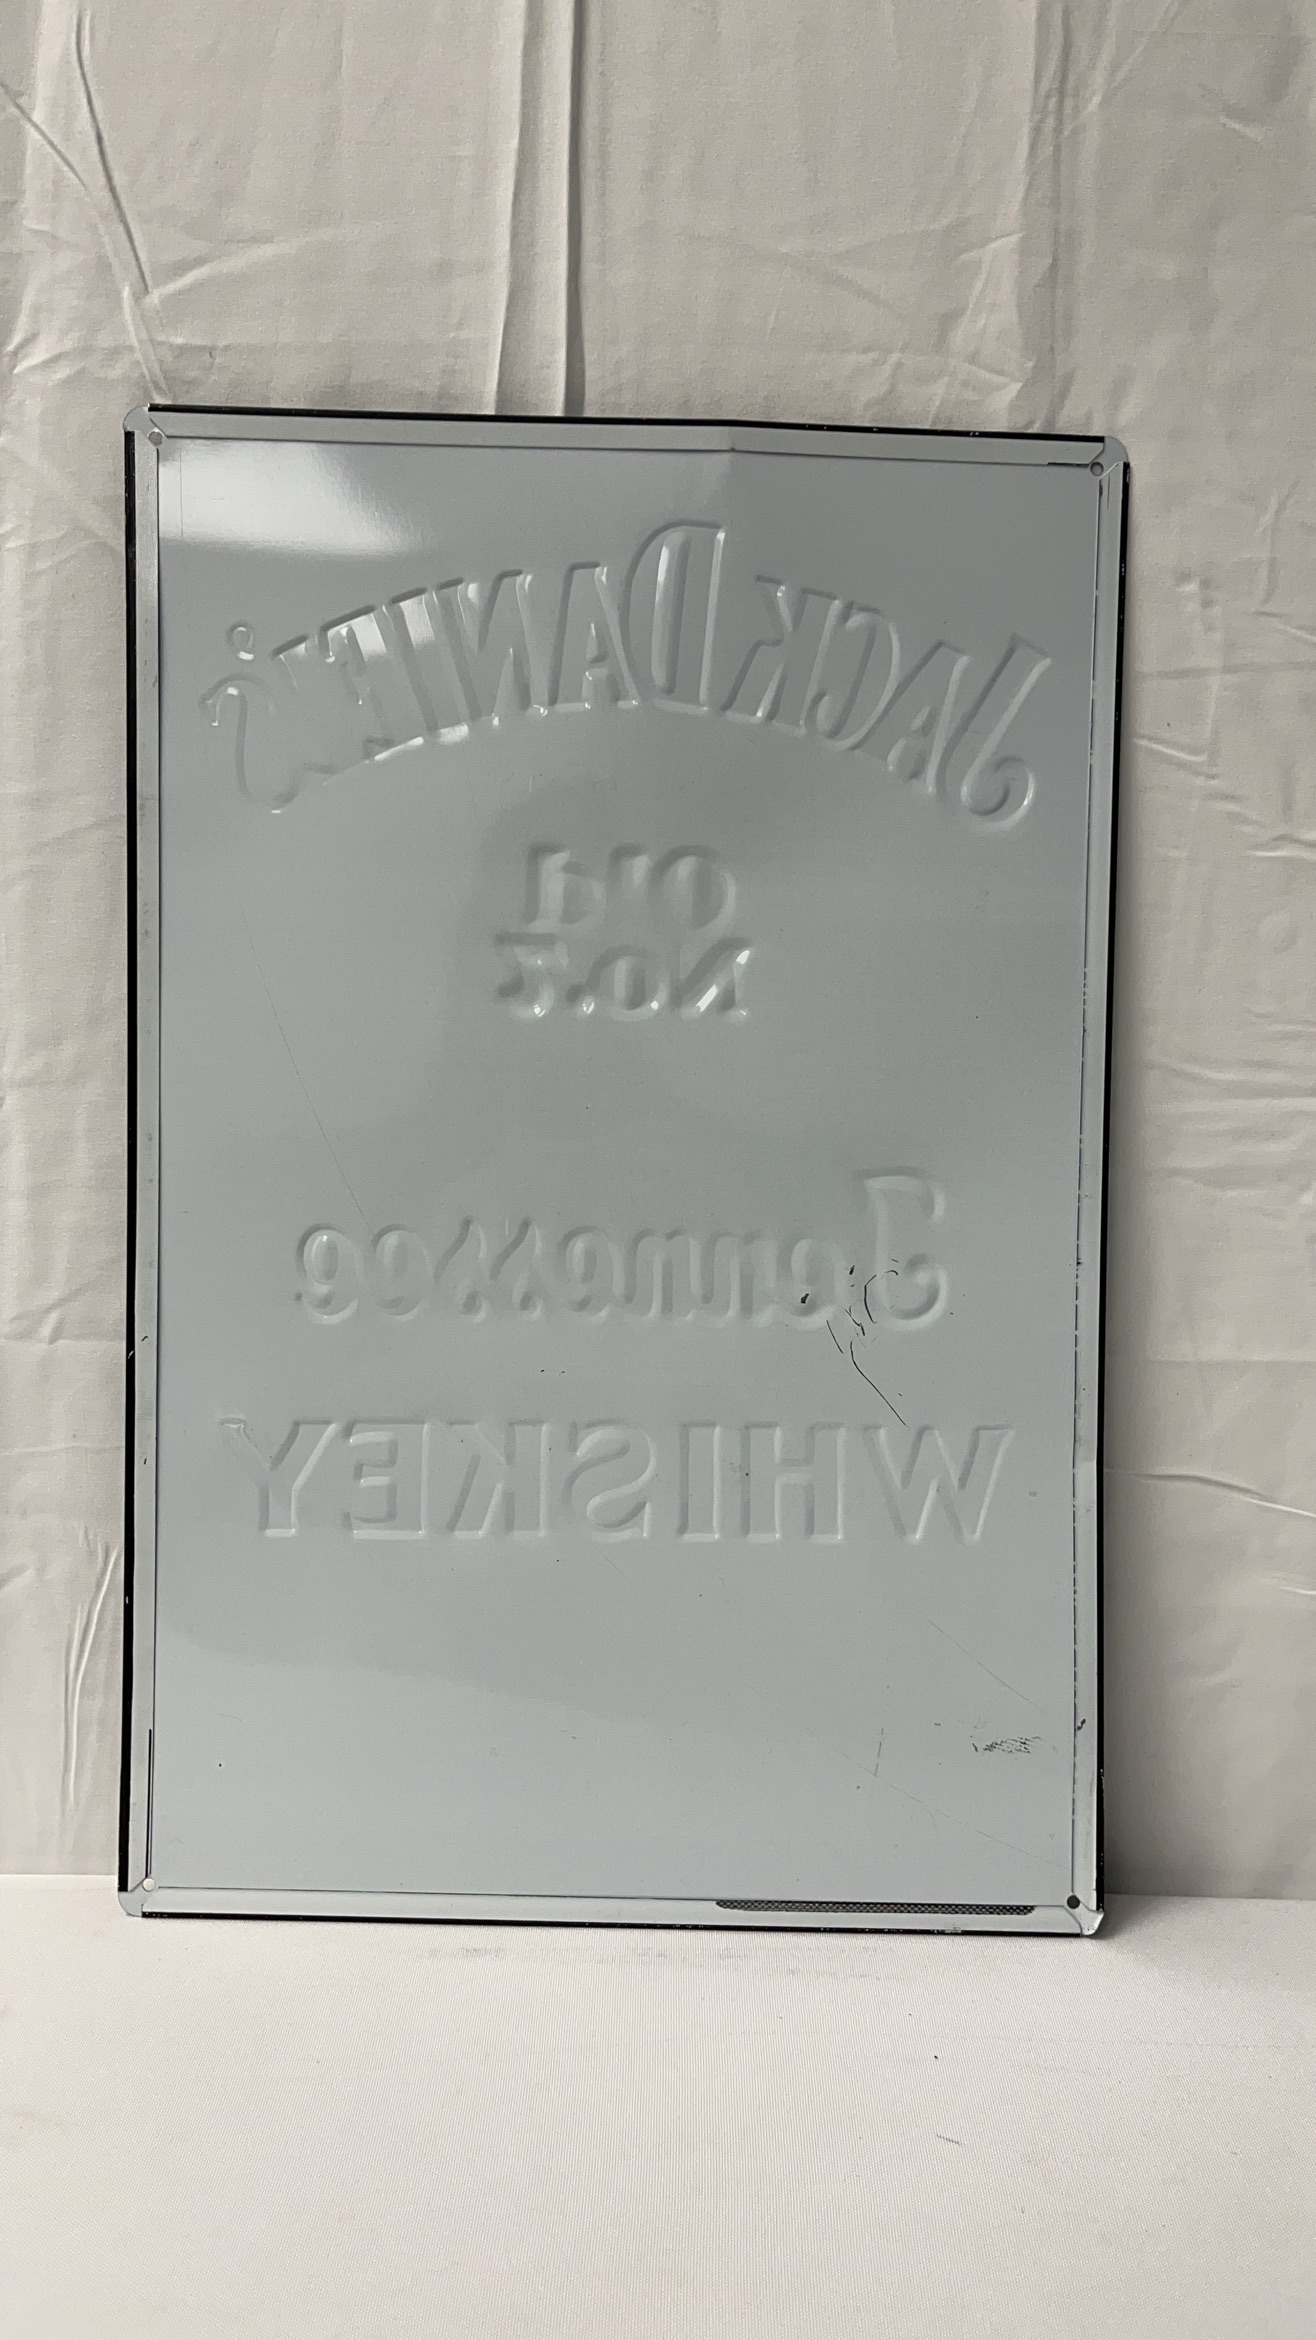 JACK DANIEL'S
Old
No.7
Tennessee
WHISKEY